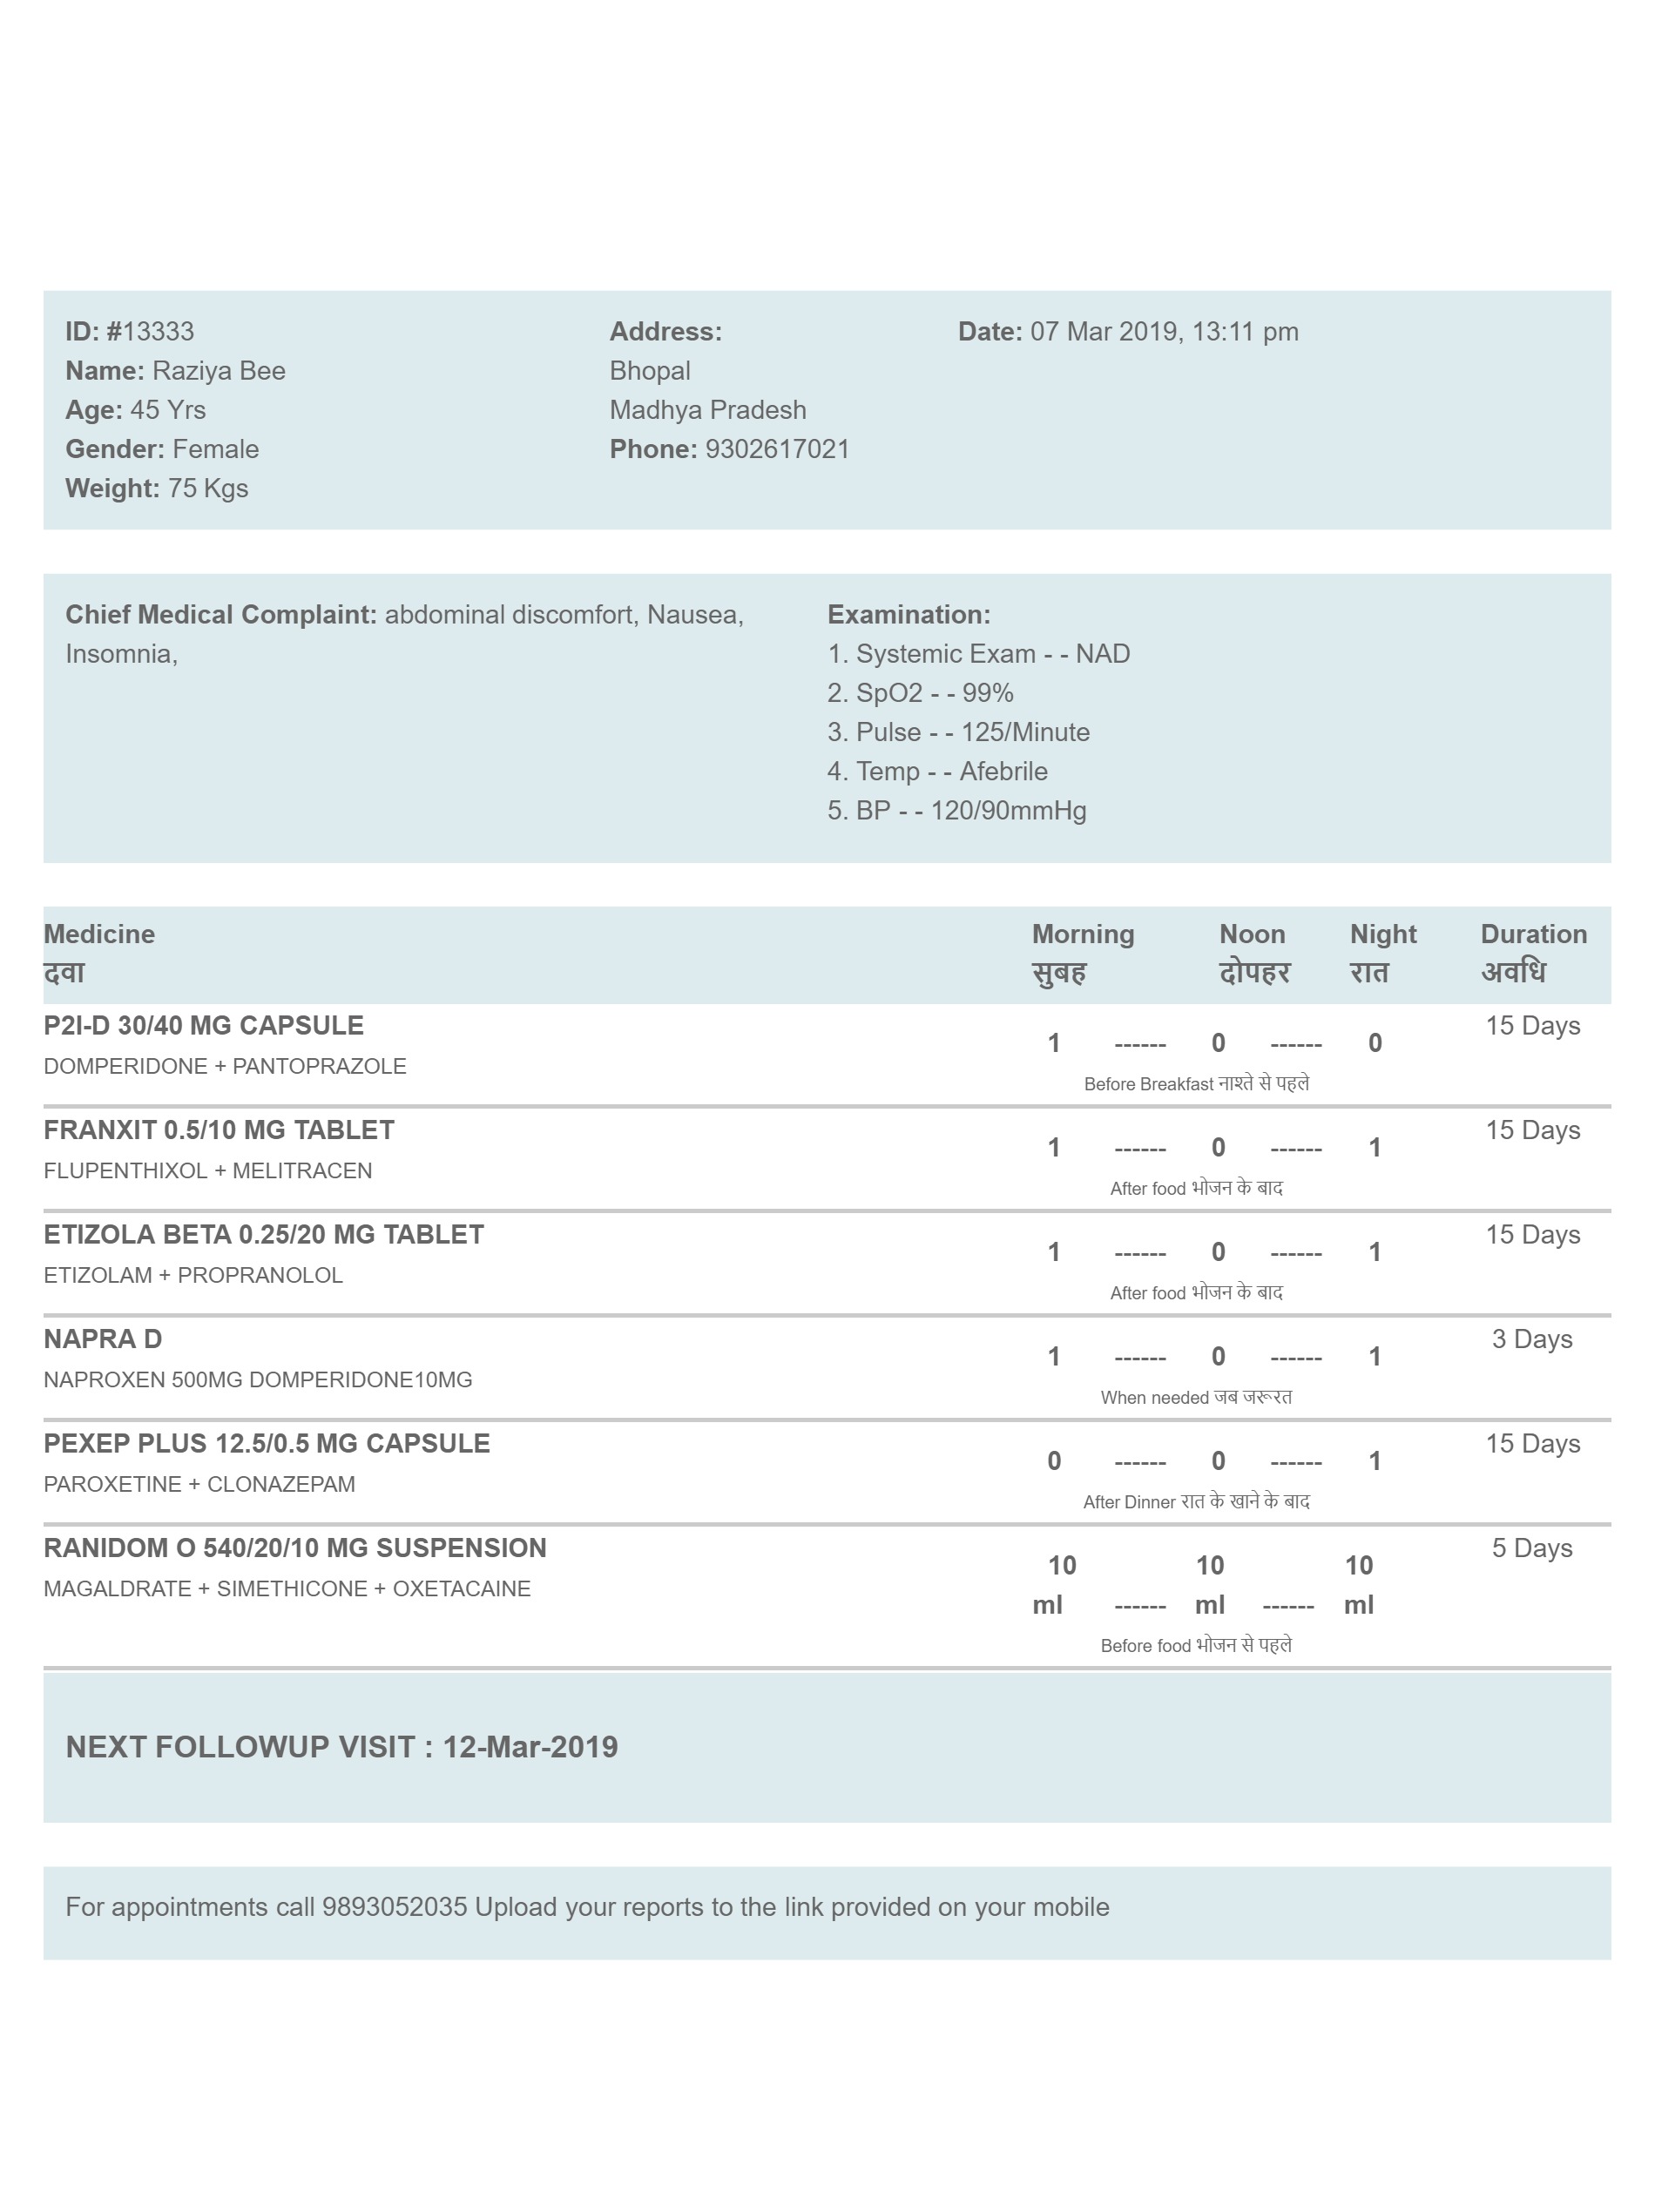 ID: #13333
Name: Raziya Bee
Age: 45 Yrs
Gender: Female
Weight: 75 Kgs
Address:
Bhopal
Madhya Pradesh
Phone: 9302617021
Date: 07 Mar 2019, 13:11 pm
Chief Medical Complaint: abdominal discomfort, Nausea,
Insomnia,
Examination:
1. Systemic Exam - - NAD
2. SpO2 - - 99%
3. Pulse - - 125/Minute
4. Temp - - Afebrile
5. BP - - 120/90mmHg
Medicine Morning Noon Night Duration
दवा सुबह दोपहर रात अवधि
P2I-D 30/40 MG CAPSULE 15 Days
1 ------ 0 ------ 0
DOMPERIDONE + PANTOPRAZOLE
Before Breakfast नाश्ते से पहले
FRANXIT 0.5/10 MG TABLET 15 Days
1 ------ 0 ------ 1
FLUPENTHIXOL + MELITRACEN
After food भोजन के बाद
ETIZOLA BETA 0.25/20 MG TABLET 15 Days
1 ------ 0 ------ 1
ETIZOLAM + PROPRANOLOL
After food भोजन के बाद
NAPRA D 3 Days
1 ------ 0 ------ 1
NAPROXEN 500MG DOMPERIDONE10MG
When needed जब जरूरत
PEXEP PLUS 12.5/0.5 MG CAPSULE 15 Days
0 ------ 0 ------ 1
PAROXETINE + CLONAZEPAM
After Dinner रात के खाने के बाद
RANIDOM O 540/20/10 MG SUSPENSION 5 Days
10 10 10
MAGALDRATE + SIMETHICONE + OXETACAINE
ml ------ ml ------ ml
Before food भोजन से पहले
NEXT FOLLOWUP VISIT : 12-Mar-2019
For appointments call 9893052035 Upload your reports to the link provided on your mobile